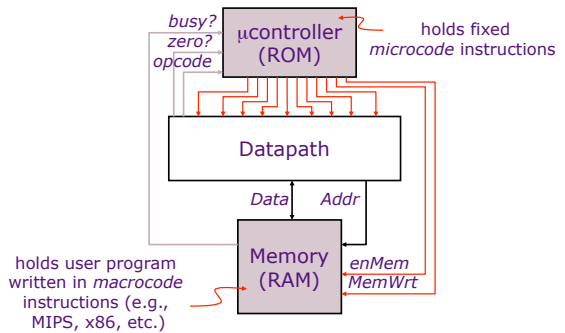 busy?
zero?
opcode
μcontroller
(ROM)
holds fixed
microcode instructions
Datapath
Data
Addr
Memory
(RAM)
enMem
MemWrt
holds user program
written in macrocode
instructions (e.g.,
MIPS, x86, etc.)